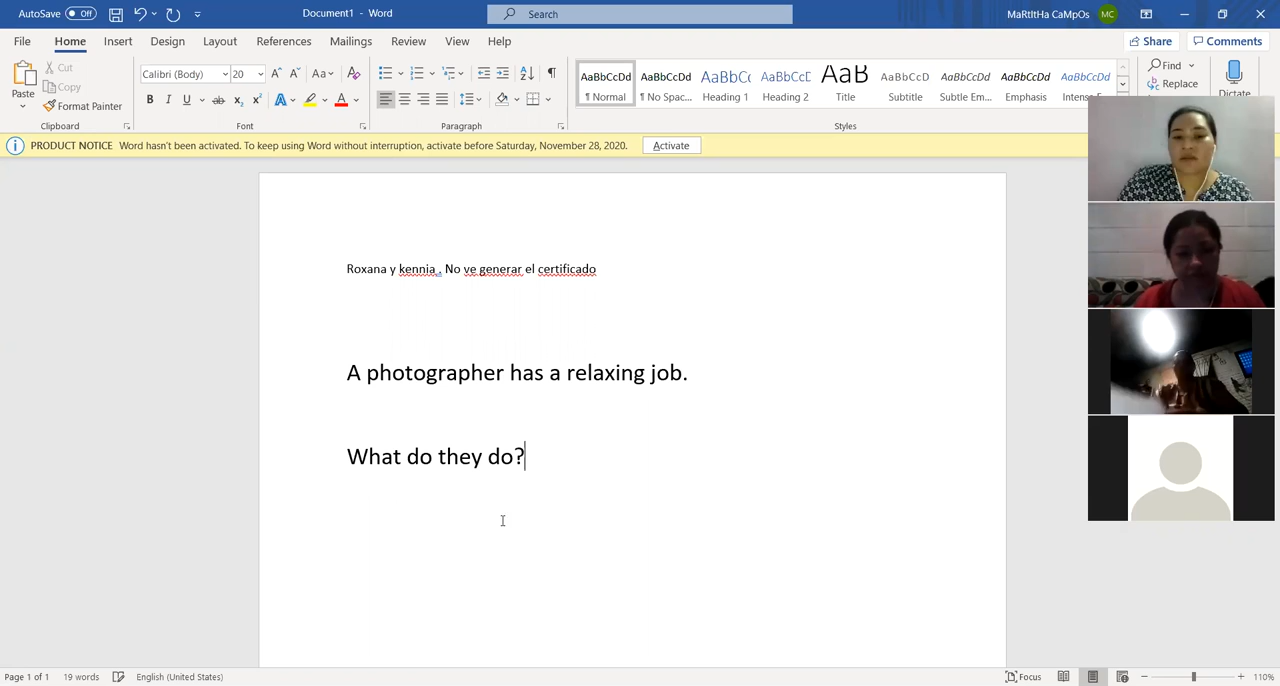 AutoSave Off Document1 - Word Search MaRtItHa CaMpOs MC
File Home Insert Design Layout References Mailings Review View Help Share Comments
Paste Cut Copy Format Painter
Calibri (Body) 20
AaBbCcDd AaBbCcDd AaBbCc AaBbCcE AaB AaBbCcD AaBbCcDd AaBbCcDd AaBbCcDd
¶ Normal ¶ No Spac... Heading 1 Heading 2 Title Subtitle Subtle Em... Emphasis Intense E
Find Replace Dictate
Clipboard Font Paragraph Styles
PRODUCT NOTICE Word hasn't been activated. To keep using Word without interruption, activate before Saturday, November 28, 2020. Activate
Roxana y kennia , No ve generar el certificado
A photographer has a relaxing job.
What do they do?
Page 1 of 1 19 words English (United States) Focus 110%